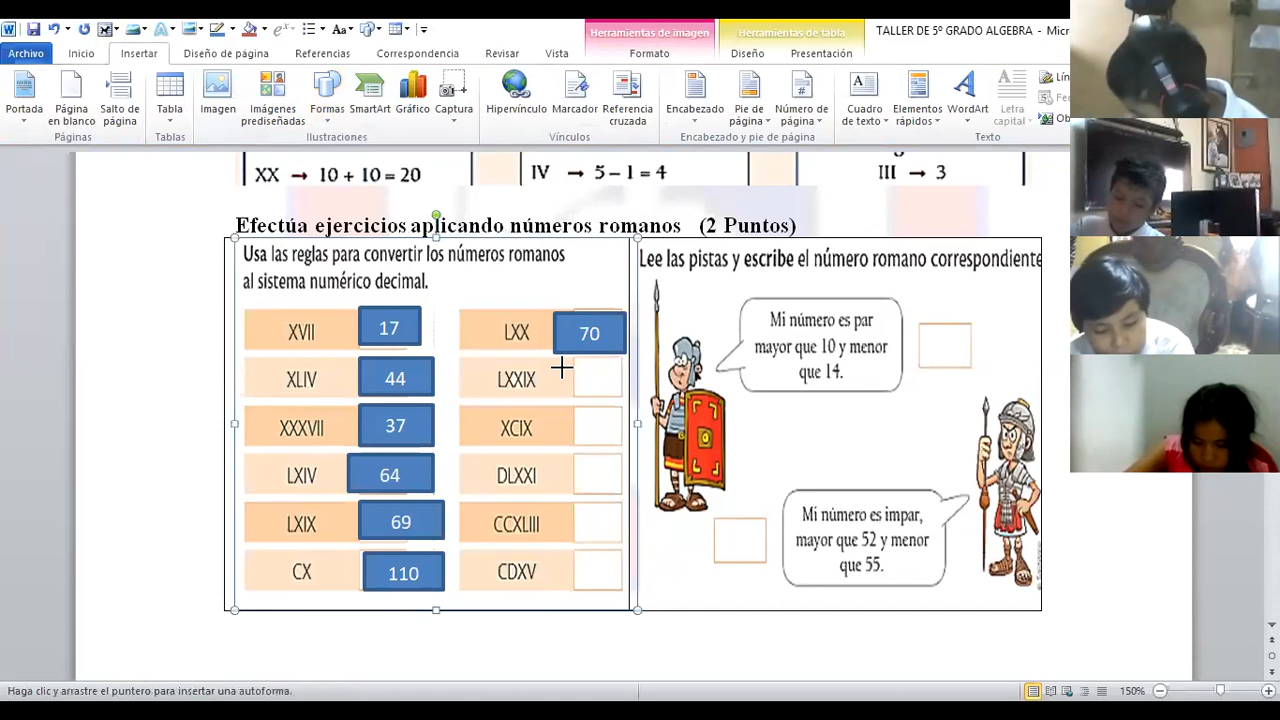 TALLER DE 5º GRADO ALGEBRA - Micr
Herramientas de imagen
Herramientas de tabla
Archivo
Inicio
Insertar
Diseño de página
Referencias
Correspondencia
Revisar
Vista
Formato
Diseño
Presentación
Portada
Página en blanco
Salto de página
Tabla
Imagen
Imágenes prediseñadas
Formas
SmartArt
Gráfico
Captura
Hipervínculo
Marcador
Referencia cruzada
Encabezado
Pie de página
Número de página
Cuadro de texto
Elementos rápidos
WordArt
Letra capital
Páginas
Tablas
Ilustraciones
Vínculos
Encabezado y pie de página
Texto
XX → 10 + 10 = 20
IV → 5 – 1 = 4
III → 3
Efectúa ejercicios aplicando números romanos (2 Puntos)
Usa las reglas para convertir los números romanos
al sistema numérico decimal.
XVII 17
XLIV 44
XXXVII 37
LXIV 64
LXIX 69
CX 110
LXX 70
LXXIX
XCIX
DLXXI
CCXLIII
CDXV
Lee las pistas y escribe el número romano correspondiente
Mi número es par
mayor que 10 y menor
que 14.
Mi número es impar,
mayor que 52 y menor
que 55.
Haga clic y arrastre el puntero para insertar una autoforma.
150%